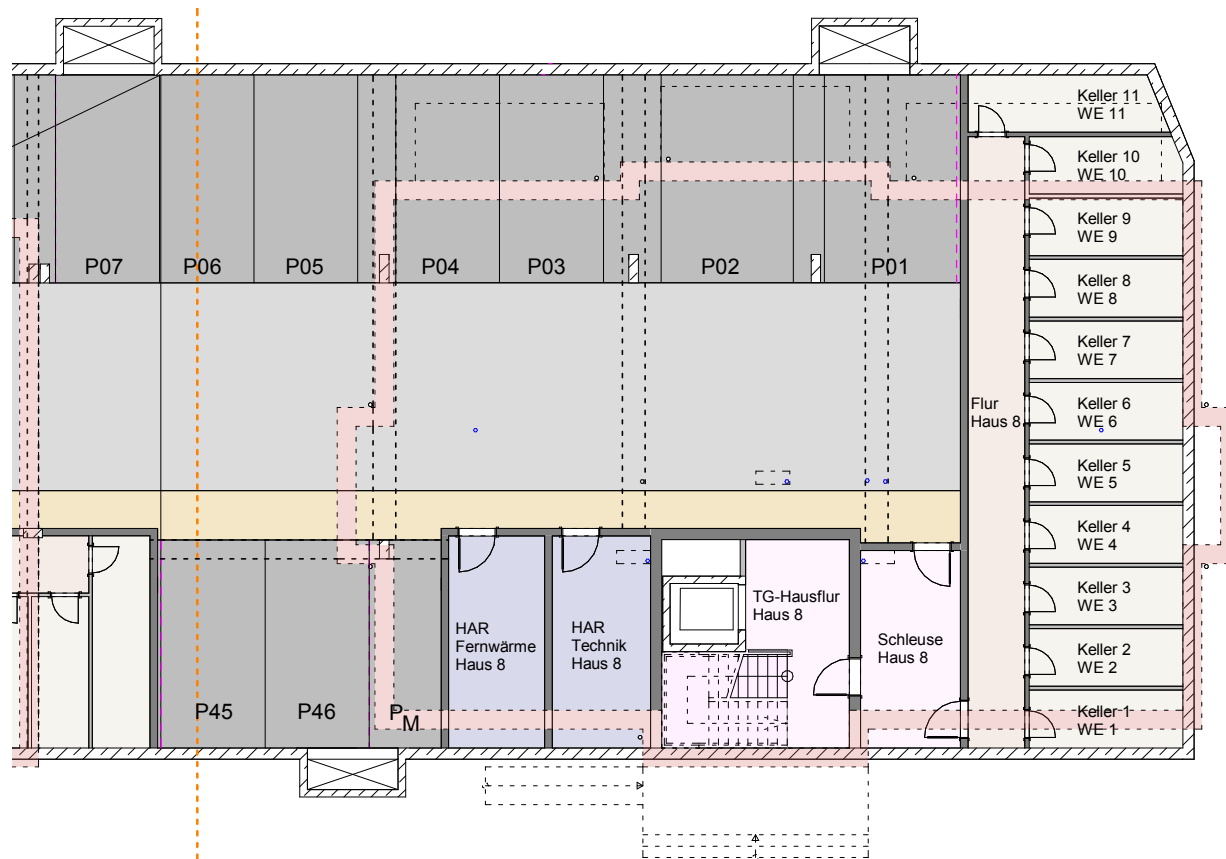 Keller 11
WE 11
Keller 10
WE 10
Keller 9
WE 9
P07
P06
P05
P04
P03
P02
P01
Keller 8
WE 8
Keller 7
WE 7
Keller 6
WE 6
Flur
Haus 8
Keller 5
WE 5
Keller 4
WE 4
Keller 3
WE 3
Keller 2
WE 2
Keller 1
WE 1
HAR
Fernwärme
Haus 8
HAR
Technik
Haus 8
TG-Hausflur
Haus 8
Schleuse
Haus 8
P45
P46
P
M